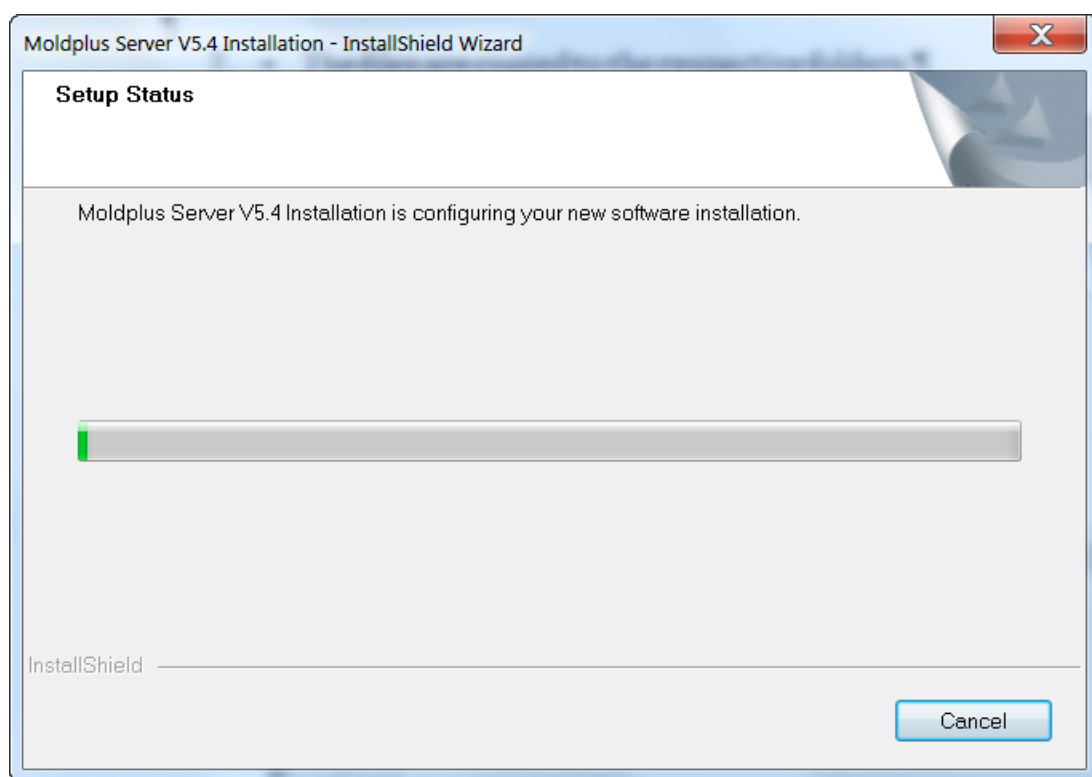 Moldplus Server V5.4 Installation - InstallShield Wizard
X
Setup Status
Moldplus Server V5.4 Installation is configuring your new software installation.
InstallShield
Cancel